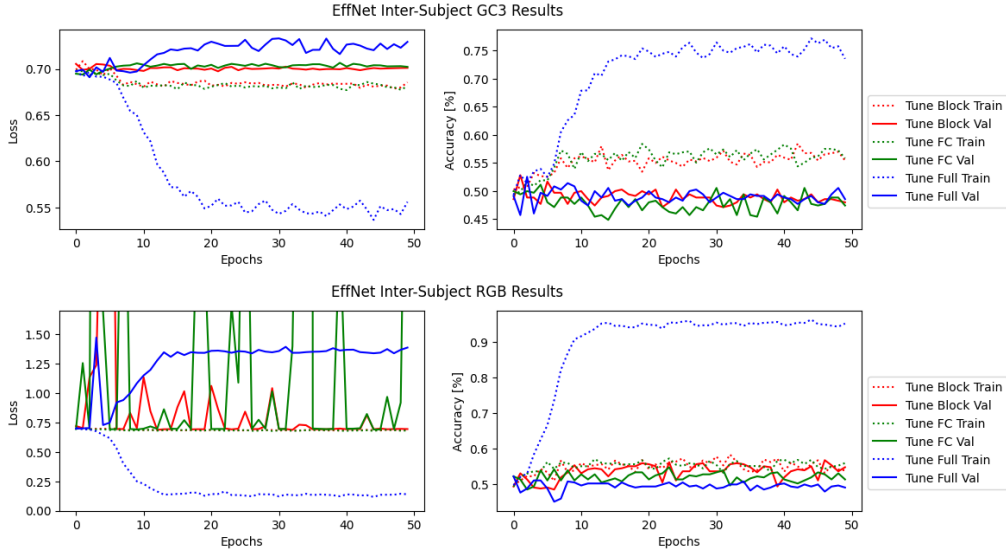 EffNet Inter-Subject GC3 Results
0.70
0.65
0.60
0.55
Loss
0
10
20
30
40
50
Epochs
0.75
0.70
0.65
0.60
0.55
0.50
0.45
Accuracy [%]
0
10
20
30
40
50
Epochs
Tune Block Train
Tune Block Val
Tune FC Train
Tune FC Val
Tune Full Train
Tune Full Val
EffNet Inter-Subject RGB Results
1.50
1.25
1.00
0.75
0.50
0.25
0.00
Loss
0
10
20
30
40
50
Epochs
0.9
0.8
0.7
0.6
0.5
Accuracy [%]
0
10
20
30
40
50
Epochs
Tune Block Train
Tune Block Val
Tune FC Train
Tune FC Val
Tune Full Train
Tune Full Val